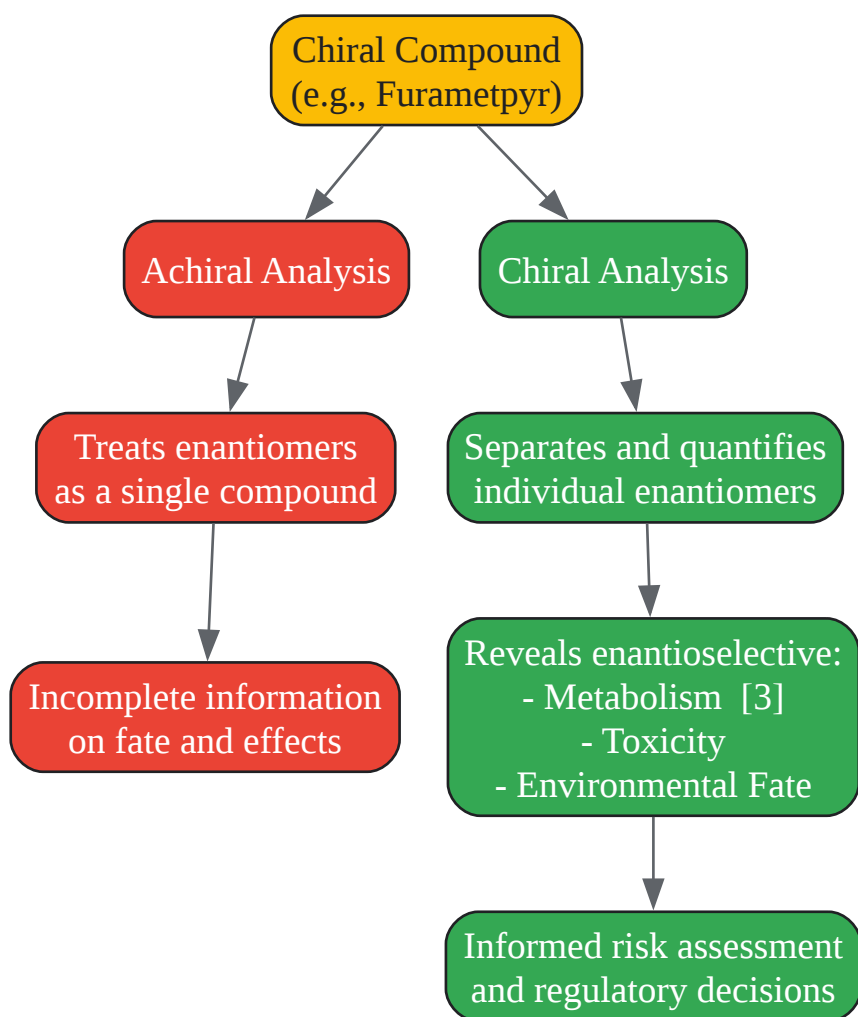 Chiral Compound
(e.g., Furametpyr)
Achiral Analysis
Chiral Analysis
Treats enantiomers
as a single compound
Separates and quantifies
individual enantiomers
Incomplete information
on fate and effects
Reveals enantioselective:
- Metabolism [3]
- Toxicity
- Environmental Fate
Informed risk assessment
and regulatory decisions